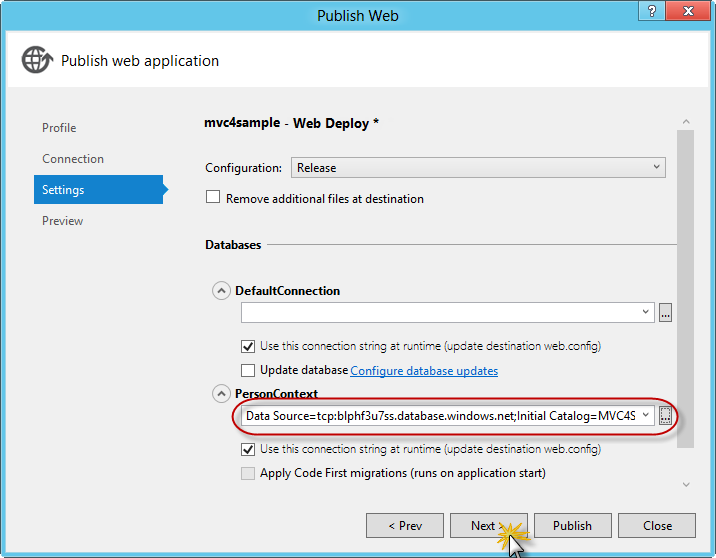 Publish Web
?
Publish web application
Profile
Connection
Settings
Preview
mvc4sample - Web Deploy *
Configuration: Release
Remove additional files at destination
Databases
DefaultConnection
...
Use this connection string at runtime (update destination web.config)
Update database Configure database updates
PersonContext
Data Source=tcp:blphf3u7ss.database.windows.net;Initial Catalog=MVC4S
...
Use this connection string at runtime (update destination web.config)
Apply Code First migrations (runs on application start)
< Prev
Next >
Publish
Close